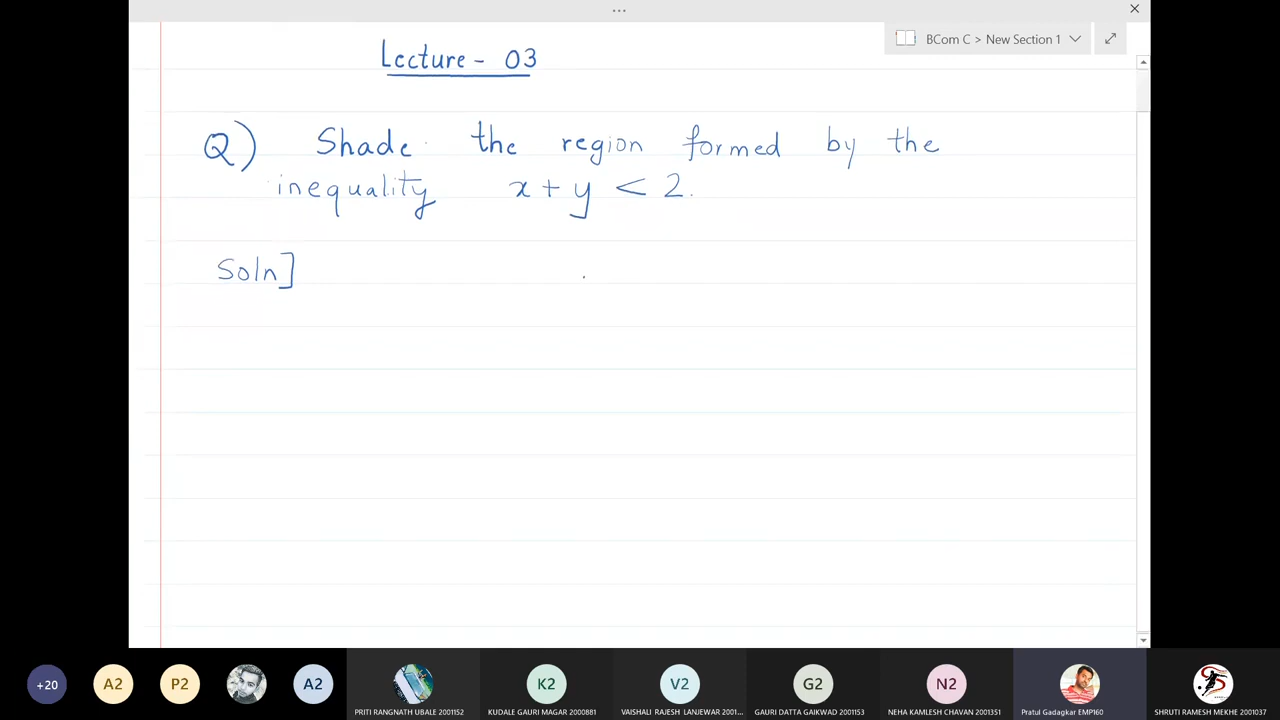 BCom C > New Section 1
Lecture - 03
Q) Shade the region formed by the
inequality x + y < 2.
Soln]
+20
A2
P2
A2
K2
V2
G2
N2
PRITI RANGNATH UBALE 2001152
KUDALE GAURI MAGAR 2000881
VAISHALI RAJESH LANJEWAR 2001...
GAURI DATTA GAIKWAD 2001153
NEHA KAMLESH CHAVAN 2001351
Pratul Gadagkar EMP160
SHRUTI RAMESH MEKHE 2001037